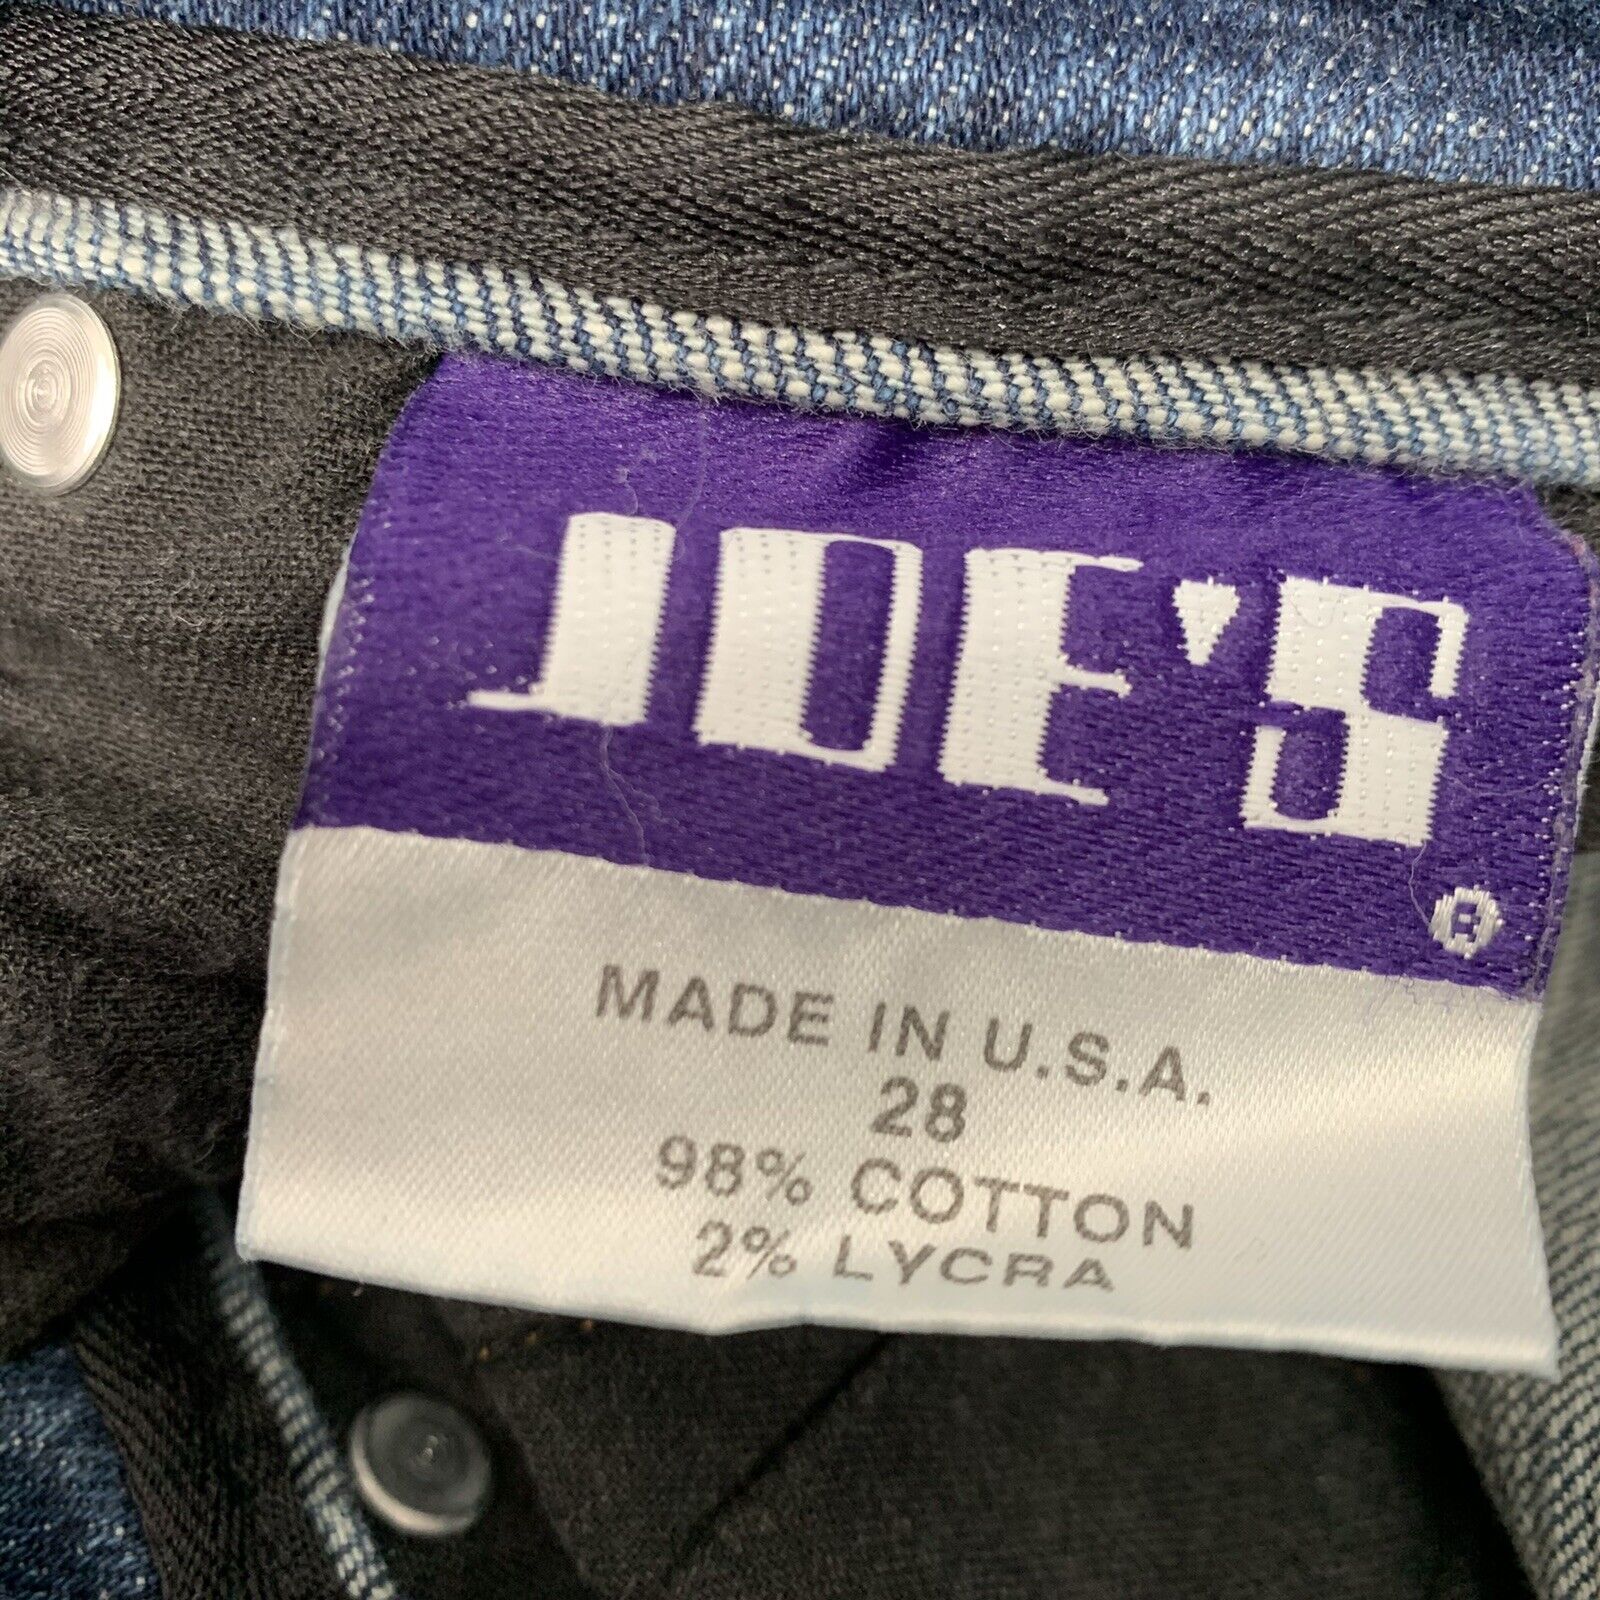 JOE'S
®
MADE IN U.S.A.
28
98% COTTON
2% LYCRA